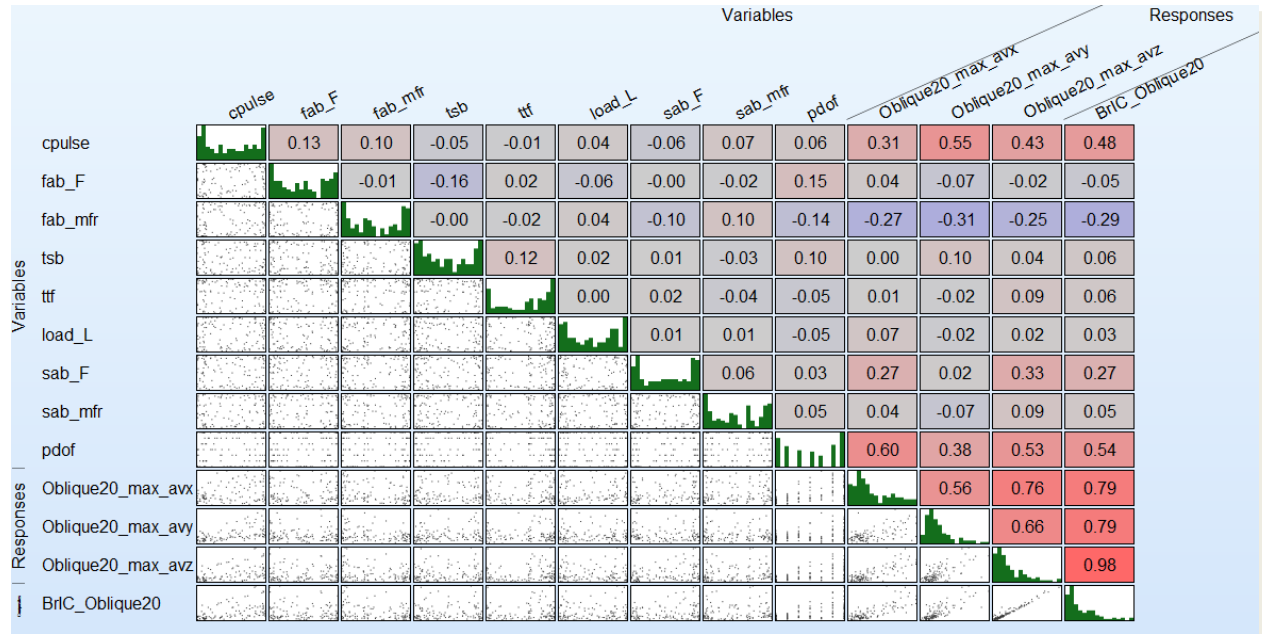 Variables Responses
cpulse fab_F fab_mfr tsb ttf load_L sab_F sab_mfr pdof Oblique20_max_avx Oblique20_max_avy Oblique20_max_avz BrIC_Oblique20
cpulse 0.13 0.10 -0.05 -0.01 0.04 -0.06 0.07 0.06 0.31 0.55 0.43 0.48
fab_F -0.01 -0.16 0.02 -0.06 -0.00 -0.02 0.15 0.04 -0.07 -0.02 -0.05
fab_mfr -0.00 -0.02 0.04 -0.10 0.10 -0.14 -0.27 -0.31 -0.25 -0.29
tsb 0.12 0.02 0.01 -0.03 0.10 0.00 0.10 0.04 0.06
ttf 0.00 0.02 -0.04 -0.05 0.01 -0.02 0.09 0.06
load_L 0.01 0.01 -0.05 0.07 -0.02 0.02 0.03
sab_F 0.06 0.03 0.27 0.02 0.33 0.27
sab_mfr 0.05 0.04 -0.07 0.09 0.05
pdof 0.60 0.38 0.53 0.54
Oblique20_max_avx 0.56 0.76 0.79
Oblique20_max_avy 0.66 0.79
Oblique20_max_avz 0.98
BrIC_Oblique20
Variables
Responses